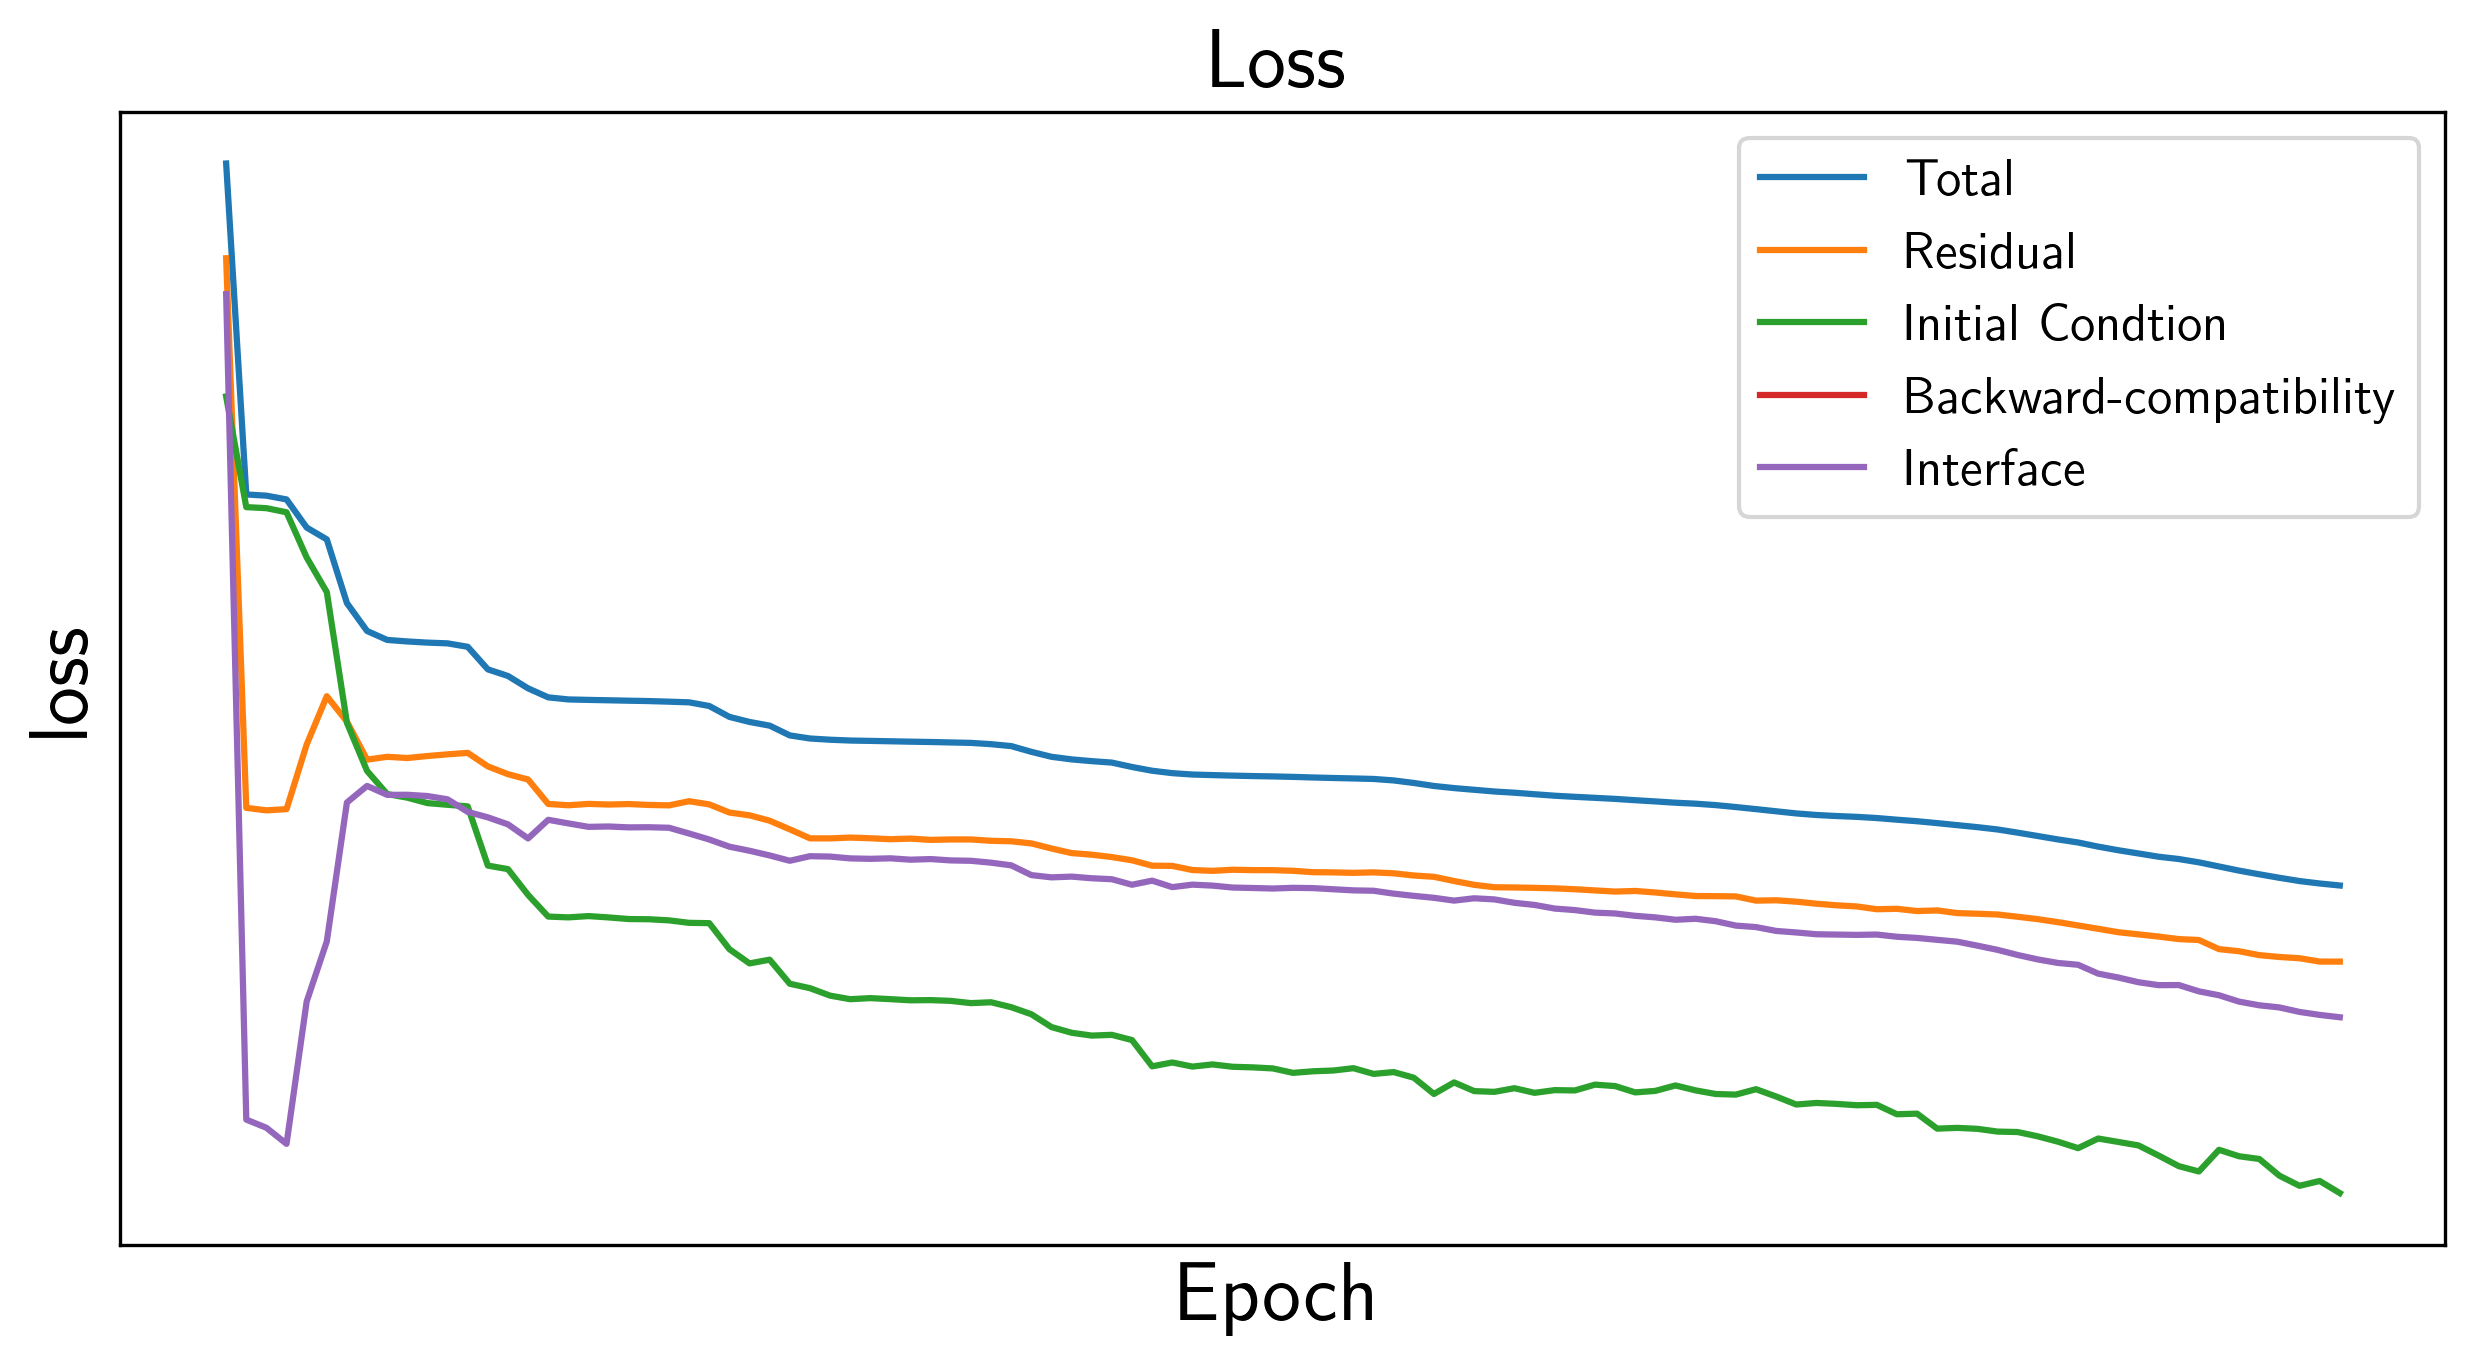 Loss
loss
Total
Residual
Initial Condtion
Backward-compatibility
Interface
Epoch